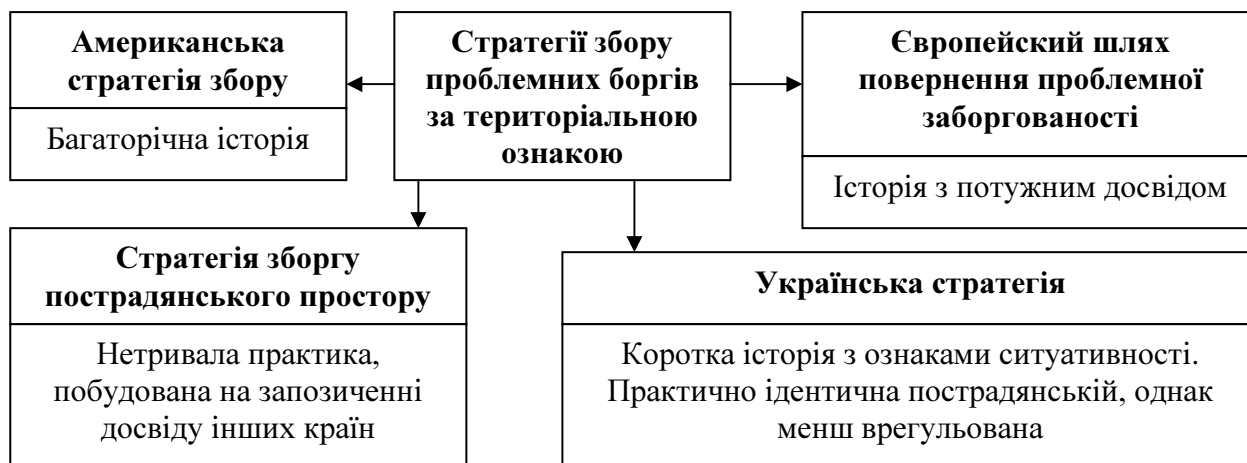 Американська
стратегія збору
Багаторічна історія
Стратегії збору
проблемних боргів
за територіальною
ознакою
Європейский шлях
повернення проблемної
заборгованості
Історія з потужним досвідом
Стратегія зборгу
пострадянського простору
Нетривала практика,
побудована на запозиченні
досвіду інших країн
Українська стратегія
Коротка історія з ознаками ситуативності.
Практично ідентична пострадянській, однак
менш врегульована